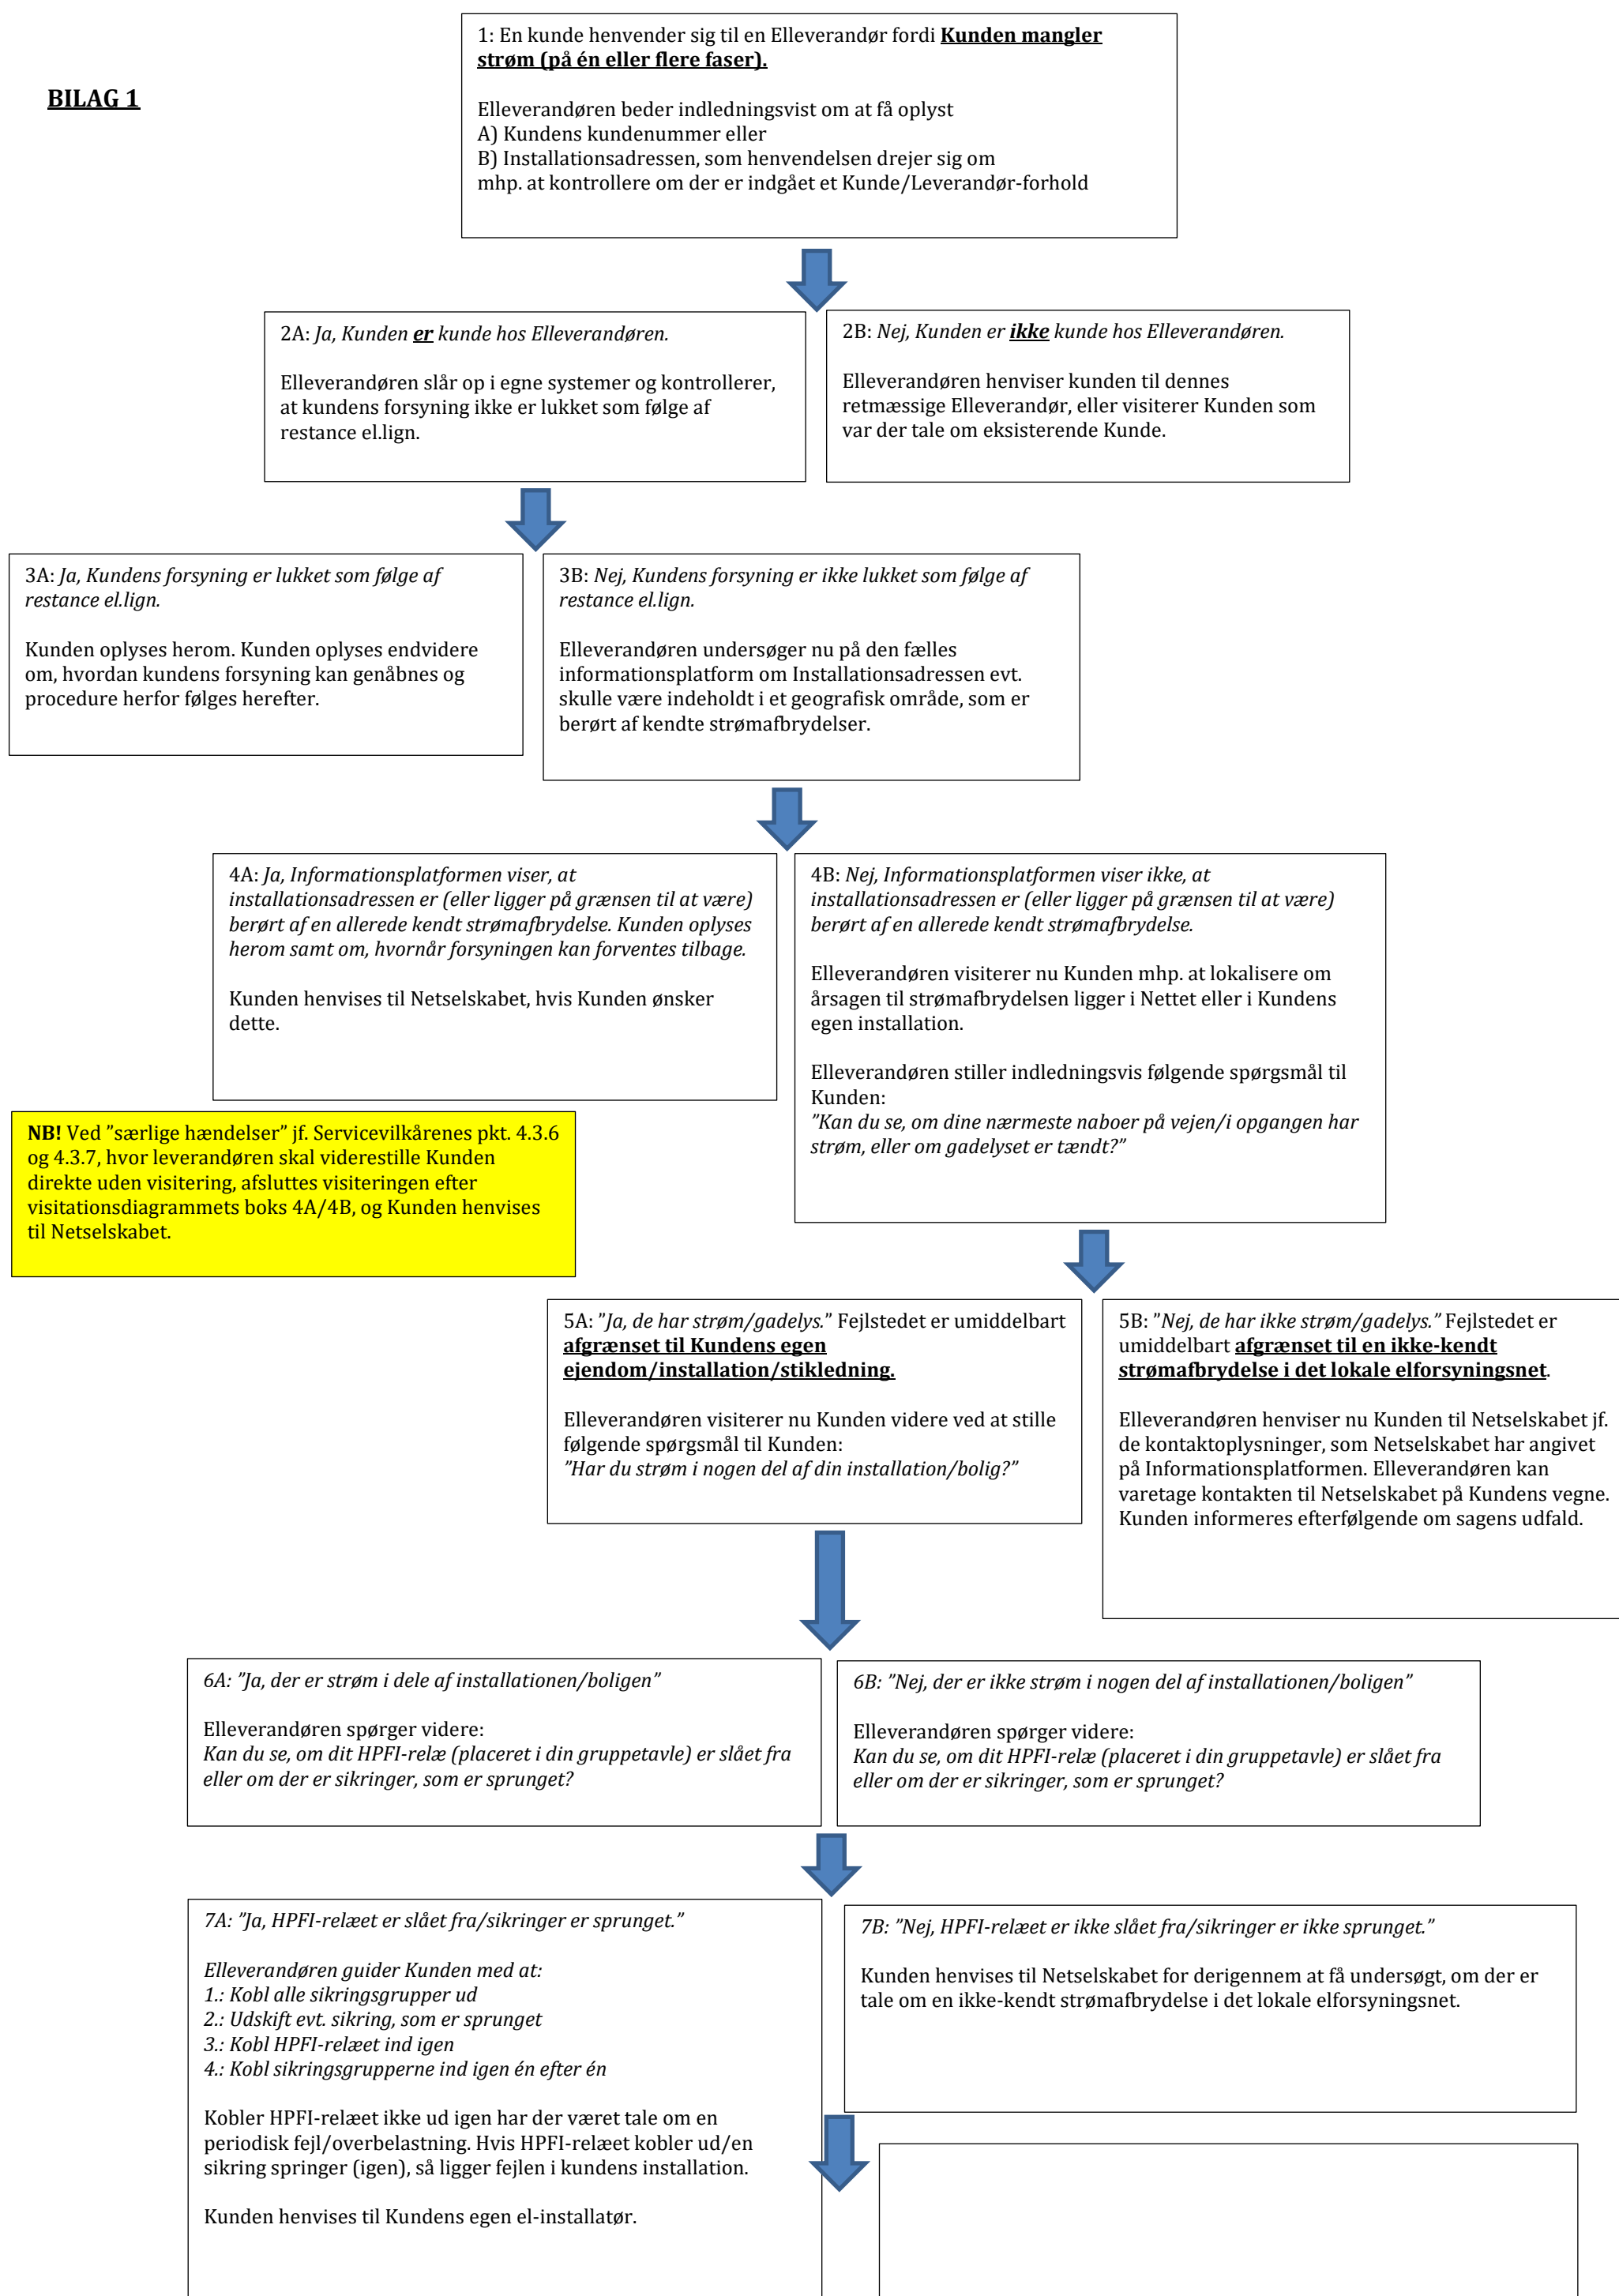 BILAG 1
1: En kunde henvender sig til en Elleverandør fordi Kunden mangler
strøm (på én eller flere faser).
Elleverandøren beder indledningsvist om at få oplyst
A) Kundens kundenummer eller
B) Installationsadressen, som henvendelsen drejer sig om
mhp. at kontrollere om der er indgået et Kunde/Leverandør-forhold
2A: Ja, Kunden er kunde hos Elleverandøren.
Elleverandøren slår op i egne systemer og kontrollerer,
at kundens forsyning ikke er lukket som følge af
restance el.lign.
2B: Nej, Kunden er ikke kunde hos Elleverandøren.
Elleverandøren henviser kunden til dennes
retmæssige Elleverandør, eller visiterer Kunden som
var der tale om eksisterende Kunde.
3A: Ja, Kundens forsyning er lukket som følge af
restance el.lign.
Kunden oplyses herom. Kunden oplyses endvidere
om, hvordan kundens forsyning kan genåbnes og
procedure herfor følges herefter.
3B: Nej, Kundens forsyning er ikke lukket som følge af
restance el.lign.
Elleverandøren undersøger nu på den fælles
informationsplatform om Installationsadressen evt.
skulle være indeholdt i et geografisk område, som er
berørt af kendte strømafbrydelser.
4A: Ja, Informationsplatformen viser, at
installationsadressen er (eller ligger på grænsen til at være)
berørt af en allerede kendt strømafbrydelse. Kunden oplyses
herom samt om, hvornår forsyningen kan forventes tilbage.
Kunden henvises til Netselskabet, hvis Kunden ønsker
dette.
4B: Nej, Informationsplatformen viser ikke, at
installationsadressen er (eller ligger på grænsen til at være)
berørt af en allerede kendt strømafbrydelse.
Elleverandøren visiterer nu Kunden mhp. at lokalisere om
årsagen til strømafbrydelsen ligger i Nettet eller i Kundens
egen installation.
Elleverandøren stiller indledningsvis følgende spørgsmål til
Kunden:
”Kan du se, om dine nærmeste naboer på vejen/i opgangen har
strøm, eller om gadelyset er tændt?”
NB! Ved ”særlige hændelser” jf. Servicevilkårenes pkt. 4.3.6
og 4.3.7, hvor leverandøren skal viderestille Kunden
direkte uden visitering, afsluttes visiteringen efter
visitationsdiagrammets boks 4A/4B, og Kunden henvises
til Netselskabet.
5A: ”Ja, de har strøm/gadelys.” Fejlstedet er umiddelbart
afgrænset til Kundens egen
ejendom/installation/stikledning.
Elleverandøren visiterer nu Kunden videre ved at stille
følgende spørgsmål til Kunden:
”Har du strøm i nogen del af din installation/bolig?”
5B: ”Nej, de har ikke strøm/gadelys.” Fejlstedet er
umiddelbart afgrænset til en ikke-kendt
strømafbrydelse i det lokale elforsyningsnet.
Elleverandøren henviser nu Kunden til Netselskabet jf.
de kontaktoplysninger, som Netselskabet har angivet
på Informationsplatformen. Elleverandøren kan
varetage kontakten til Netselskabet på Kundens vegne.
Kunden informeres efterfølgende om sagens udfald.
6A: ”Ja, der er strøm i dele af installationen/boligen”
Elleverandøren spørger videre:
Kan du se, om dit HPFI-relæ (placeret i din gruppetavle) er slået fra
eller om der er sikringer, som er sprunget?
6B: ”Nej, der er ikke strøm i nogen del af installationen/boligen”
Elleverandøren spørger videre:
Kan du se, om dit HPFI-relæ (placeret i din gruppetavle) er slået fra
eller om der er sikringer, som er sprunget?
7A: ”Ja, HPFI-relæet er slået fra/sikringer er sprunget.”
Elleverandøren guider Kunden med at:
1.: Kobl alle sikringsgrupper ud
2.: Udskift evt. sikring, som er sprunget
3.: Kobl HPFI-relæet ind igen
4.: Kobl sikringsgrupperne ind igen én efter én
Kobler HPFI-relæet ikke ud igen har der været tale om en
periodisk fejl/overbelastning. Hvis HPFI-relæet kobler ud/en
sikring springer (igen), så ligger fejlen i kundens installation.
Kunden henvises til Kundens egen el-installatør.
7B: ”Nej, HPFI-relæet er ikke slået fra/sikringer er ikke sprunget.”
Kunden henvises til Netselskabet for derigennem at få undersøgt, om der er
tale om en ikke-kendt strømafbrydelse i det lokale elforsyningsnet.